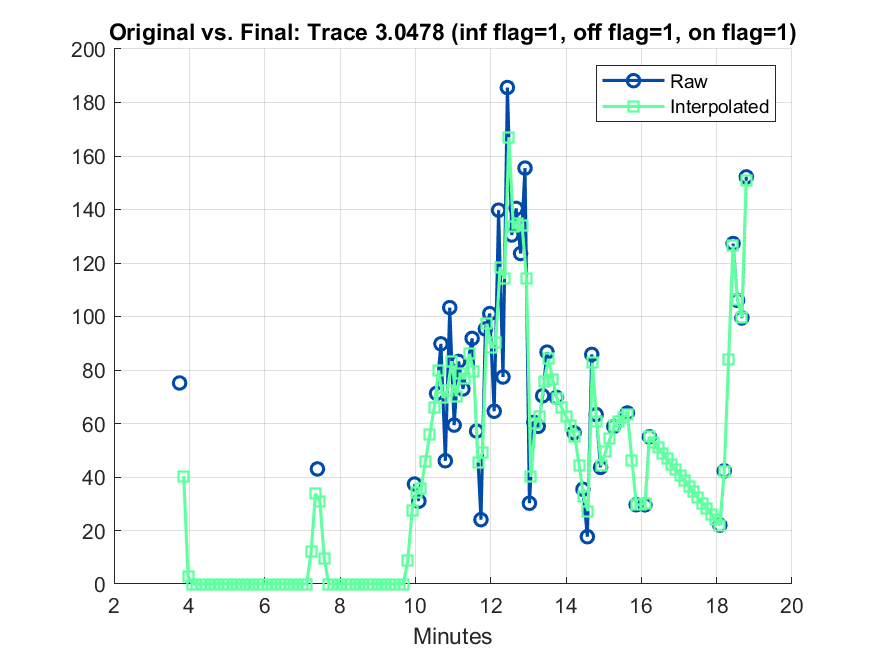 Original vs. Final: Trace 3.0478 (inf flag=1, off flag=1, on flag=1)
200
180
160
140
120
100
80
60
40
20
0
Raw
Interpolated
2 4 6 8 10 12 14 16 18 20
Minutes